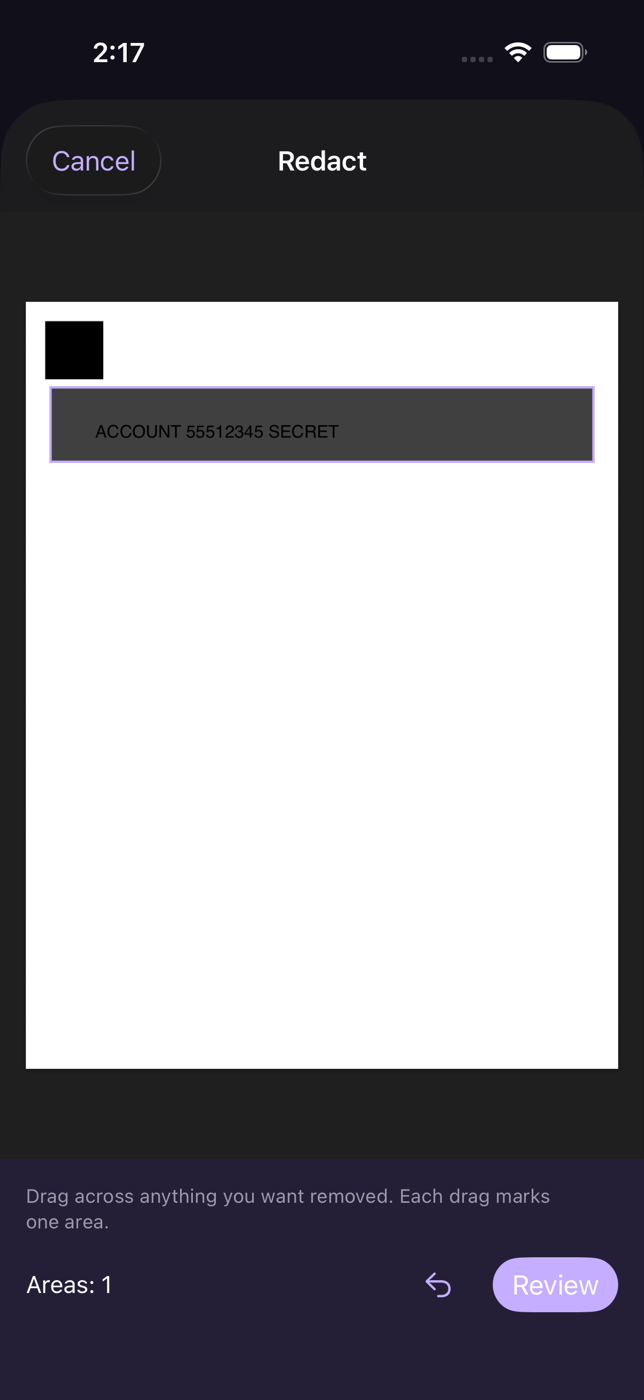 2:17
Cancel
Redact
ACCOUNT 55512345 SECRET
Drag across anything you want removed. Each drag marks
one area.
Areas: 1
Review